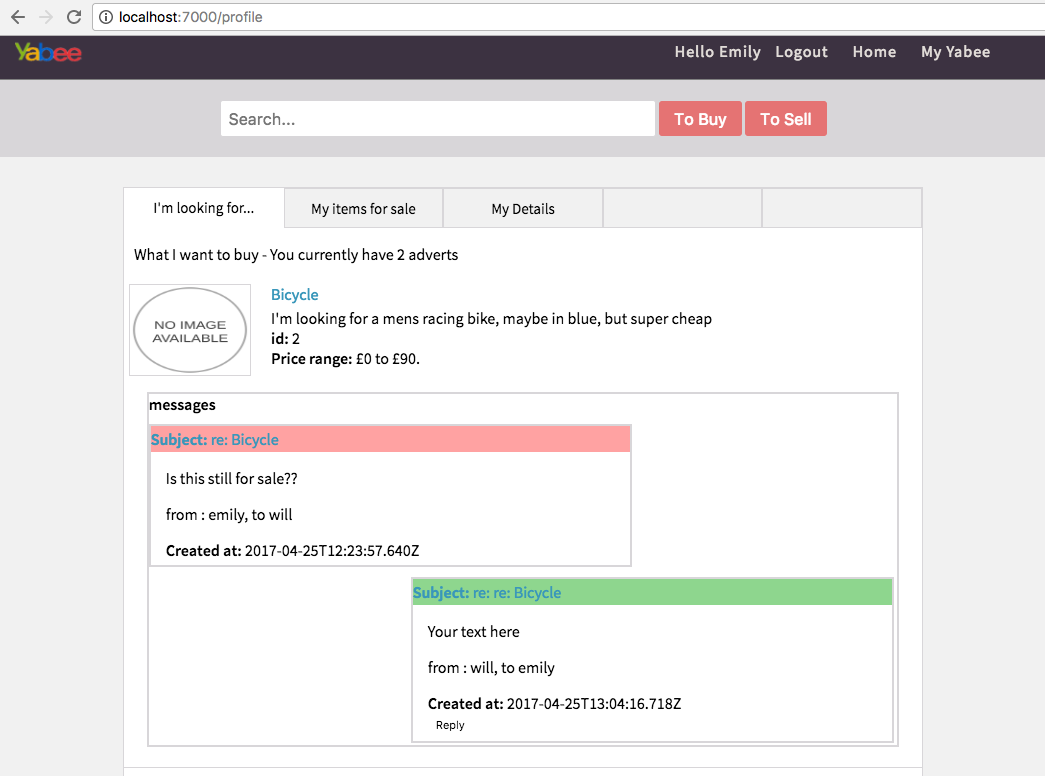 localhost:7000/profile
Yabee
Hello Emily Logout Home My Yabee
Search... To Buy To Sell
I'm looking for... My items for sale My Details
What I want to buy - You currently have 2 adverts
NO IMAGE
AVAILABLE
Bicycle
I'm looking for a mens racing bike, maybe in blue, but super cheap
id: 2
Price range: £0 to £90.
messages
Subject: re: Bicycle
Is this still for sale??
from : emily, to will
Created at: 2017-04-25T12:23:57.640Z
Subject: re: re: Bicycle
Your text here
from : will, to emily
Created at: 2017-04-25T13:04:16.718Z
Reply